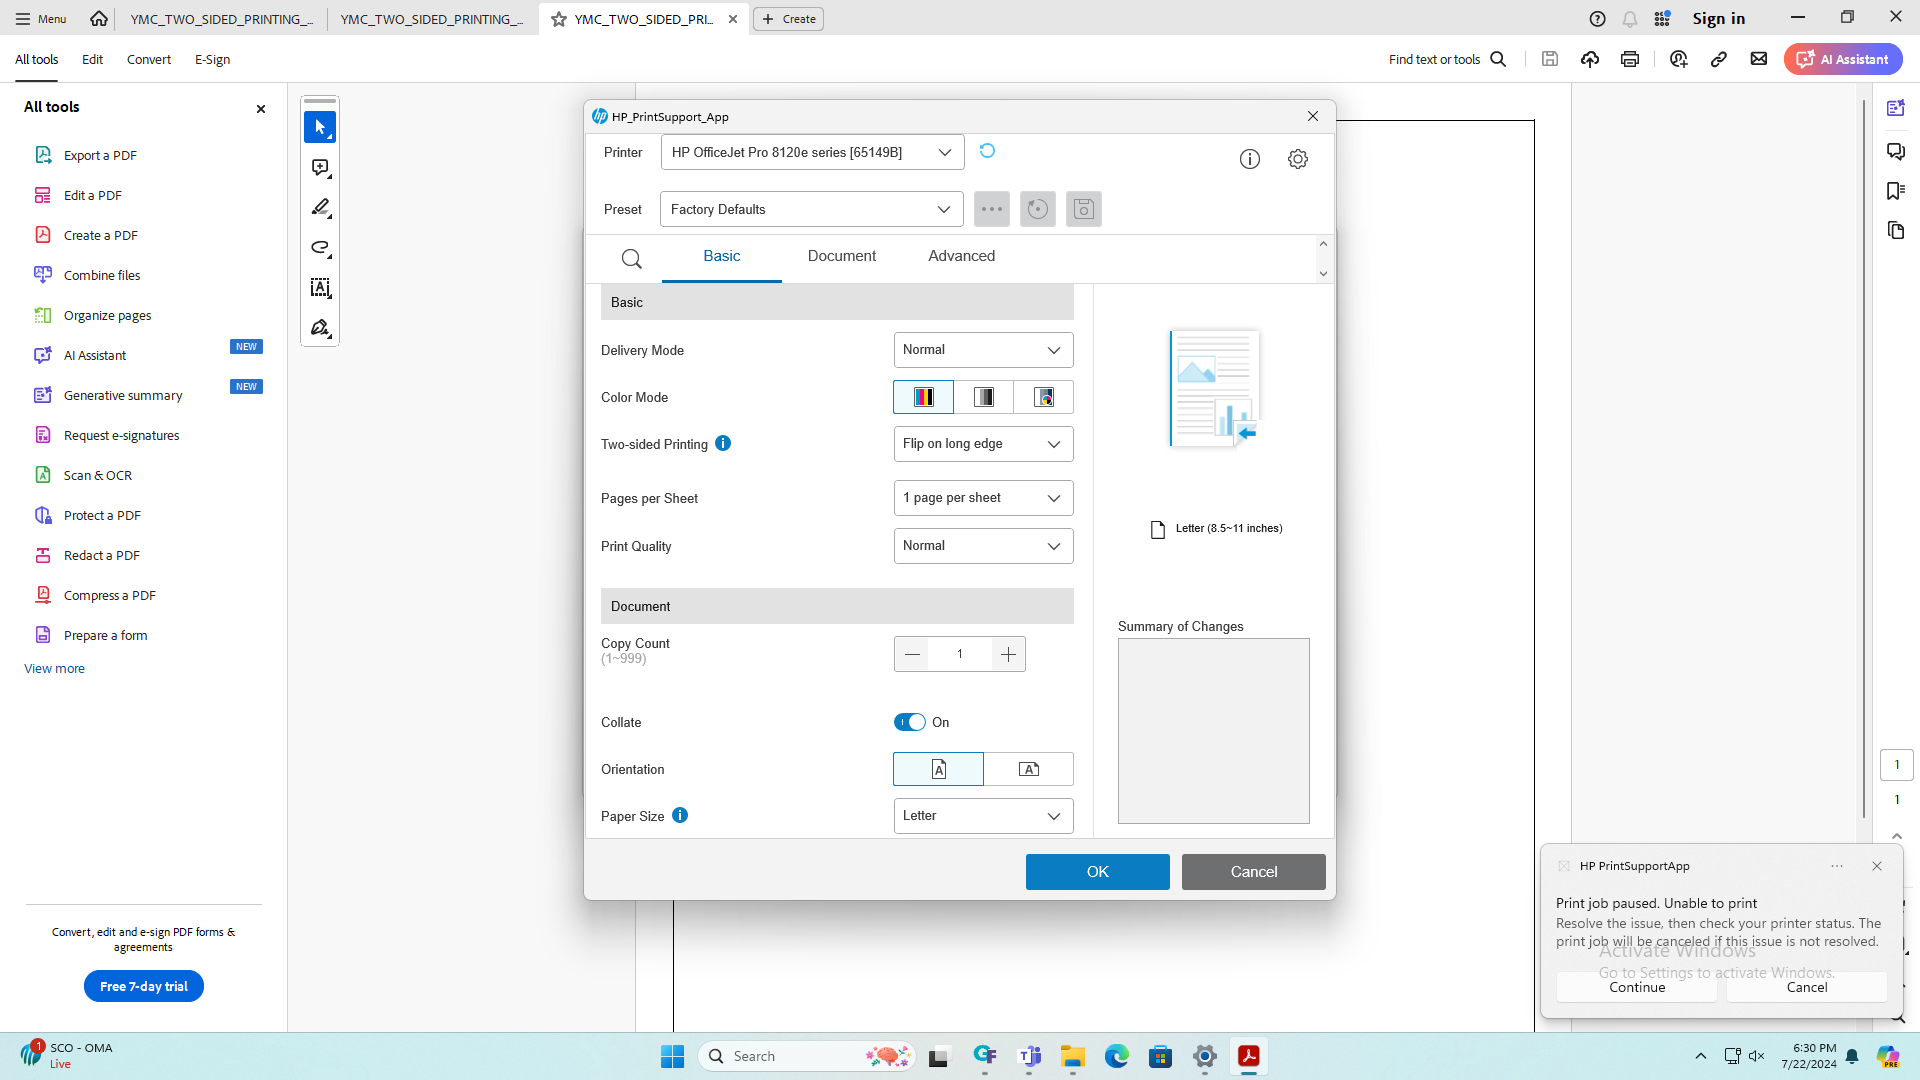 Menu
YMC_TWO_SIDED_PRINTING_...
YMC_TWO_SIDED_PRINTING_...
YMC_TWO_SIDED_PRI...
Create
Sign in
All tools
Edit
Convert
E-Sign
Find text or tools
AI Assistant
All tools
Export a PDF
Edit a PDF
Create a PDF
Combine files
Organize pages
AI Assistant
NEW
Generative summary
NEW
Request e-signatures
Scan & OCR
Protect a PDF
Redact a PDF
Compress a PDF
Prepare a form
View more
Convert, edit and e-sign PDF forms &
agreements
Free 7-day trial
HP_PrintSupport_App
Printer
HP OfficeJet Pro 8120e series [65149B]
Preset
Factory Defaults
Basic
Document
Advanced
Basic
Delivery Mode
Normal
Color Mode
Two-sided Printing
Flip on long edge
Pages per Sheet
1 page per sheet
Print Quality
Normal
Document
Copy Count
(1~999)
1
Collate
On
Orientation
Paper Size
Letter
Letter (8.5~11 inches)
Summary of Changes
OK
Cancel
1
1
HP PrintSupportApp
Print job paused. Unable to print
Resolve the issue, then check your printer status. The
print job will be canceled if this issue is not resolved.
Activate Windows
Go to Settings to activate Windows.
Continue
Cancel
1
SCO - OMA
Live
Search
6:30 PM
7/22/2024
PRE